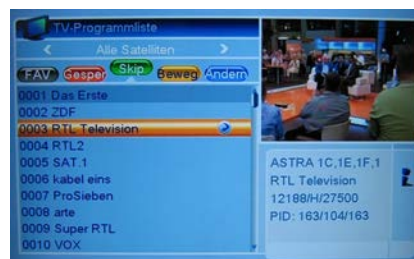 TV-Programmliste
Alle Satelliten
FAV Gesper Skip Beweg Ändern
0001 Das Erste
0002 ZDF
0003 RTL Television
0004 RTL2
0005 SAT.1
0006 kabel eins
0007 ProSieben
0008 arte
0009 Super RTL
0010 VOX
ASTRA 1C,1E,1F,1
RTL Television
12188/H/27500
PID: 163/104/163